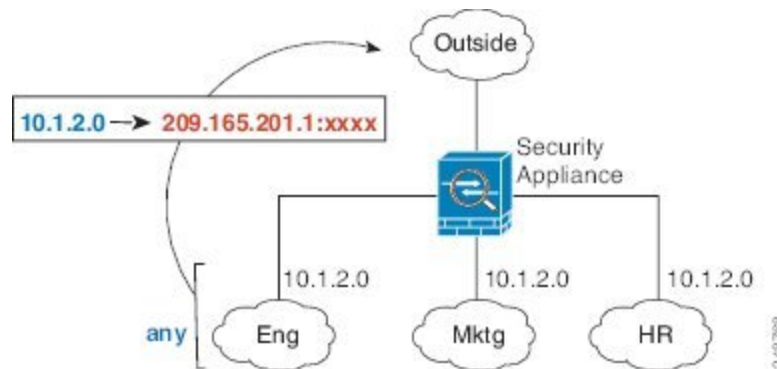 Outside
10.1.2.0 → 209.165.201.1:xxxx
Security
Appliance
10.1.2.0
10.1.2.0
10.1.2.0
any
Eng
Mktg
HR